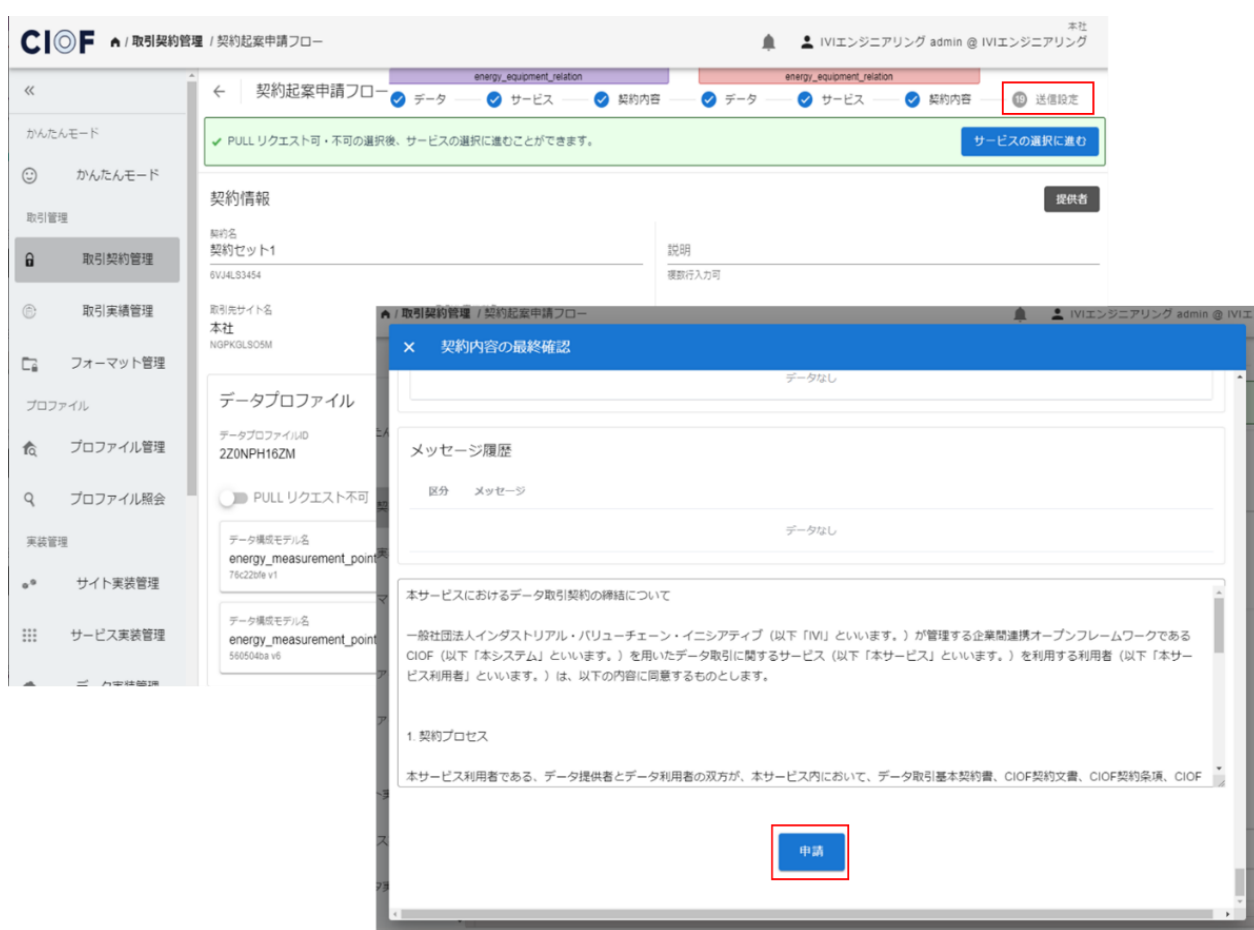 CIOF
/ 取引契約管理 / 契約起案申請フロー
本社
IVIエンジニアリング admin @ IVIエンジニアリング
かんたんモード
かんたんモード
取引管理
取引契約管理
取引実績管理
フォーマット管理
プロファイル
プロファイル管理
プロファイル照会
実装管理
サイト実装管理
サービス実装管理
データ実装管理
契約起案申請フロー
energy_equipment_relation
energy_equipment_relation
データ サービス 契約内容 データ サービス 契約内容 19 送信設定
PULL リクエスト可・不可の選択後、サービスの選択に進むことができます。
サービスの選択に進む
契約情報
提供者
契約名
契約セット1
6VJ4LS3454
説明
複数行入力可
取引先サイト名
本社
NGPKGLSO5M
データプロファイル
データプロファイルID
2Z0NPH16ZM
PULL リクエスト不可
データ構成モデル名
energy_measurement_point
76c22bfe v1
データ構成モデル名
energy_measurement_point
560504ba v6
/ 取引契約管理 / 契約起案申請フロー
IVIエンジニアリング admin @ IVIエ
× 契約内容の最終確認
データなし
メッセージ履歴
区分 メッセージ
データなし
本サービスにおけるデータ取引契約の締結について
一般社団法人インダストリアル・バリューチェーン・イニシアティブ（以下「IVI」といいます。）が管理する企業間連携オープンフレームワークである
CIOF（以下「本システム」といいます。）を用いたデータ取引に関するサービス（以下「本サービス」といいます。）を利用する利用者（以下「本サー
ビス利用者」といいます。）は、以下の内容に同意するものとします。
1. 契約プロセス
本サービス利用者である、データ提供者とデータ利用者の双方が、本サービス内において、データ取引基本契約書、CIOF契約文書、CIOF契約条項、CIOF
申請